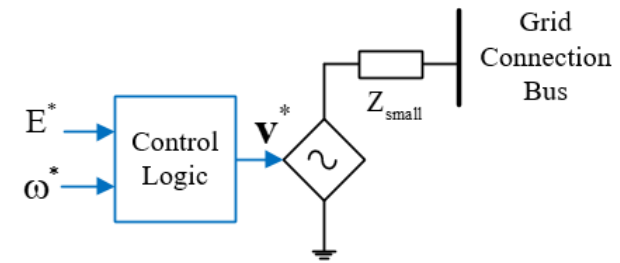 Grid
Connection
Bus
Z_small
E*
Control
Logic
v*
ω*